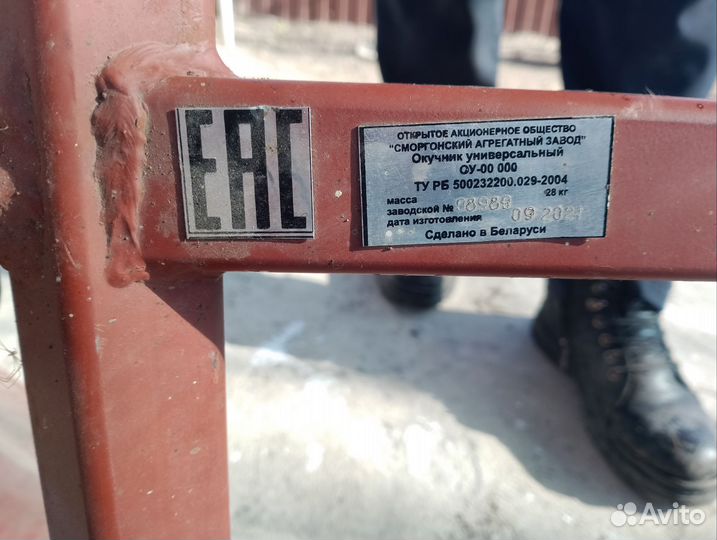 EAC
ОТКРЫТОЕ АКЦИОНЕРНОЕ ОБЩЕСТВО
"СМОРГОНСКИЙ АГРЕГАТНЫЙ ЗАВОД"
Окучник универсальный
ОУ-00 000
ТУ РБ 500232200.029-2004
масса 28 кг
заводской № 98989
дата изготовления 09 2021
Сделано в Беларуси
Avito